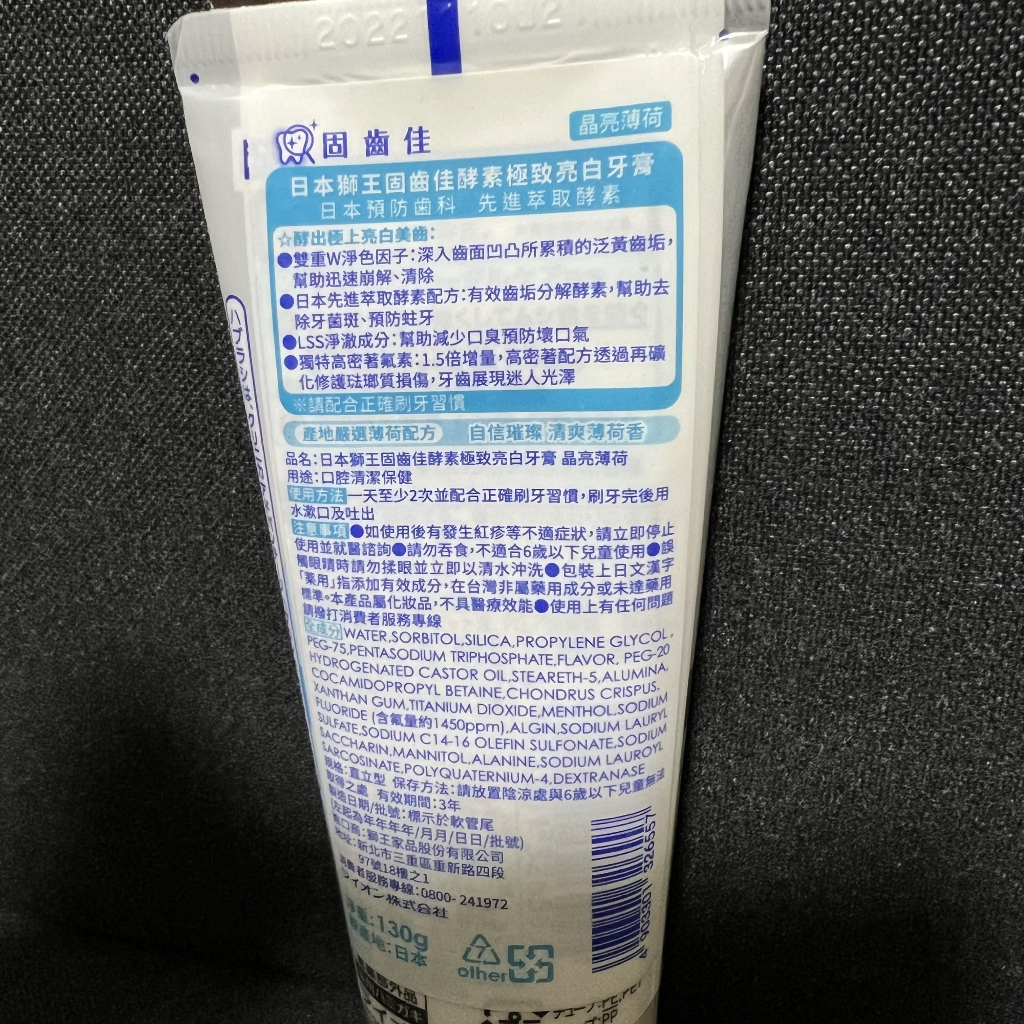 2022 1002
固齒佳
晶亮薄荷
日本獅王固齒佳酵素極致亮白牙膏
日本預防歯科 先進萃取酵素
☆酵出極上亮白美齒:
●雙重W淨色因子:深入齒面凹凸所累積的泛黃齒垢,
幫助迅速崩解、清除
●日本先進萃取酵素配方:有效齒垢分解酵素,幫助去
除牙菌斑、預防蛀牙
●LSS淨澈成分:幫助減少口臭預防壞口氣
●獨特高密著氟素:1.5倍增量,高密著配方透過再礦
化修護琺瑯質損傷,牙齒展現迷人光澤
※請配合正確刷牙習慣
產地嚴選薄荷配方 自信璀璨 清爽薄荷香
品名:日本獅王固齒佳酵素極致亮白牙膏 晶亮薄荷
用途:口腔清潔保健
使用方法 一天至少2次並配合正確刷牙習慣,刷牙完後用
水漱口及吐出
注意事項 ●如使用後有發生紅疹等不適症狀,請立即停止
使用並就醫諮詢●請勿吞食,不適合6歲以下兒童使用●誤
觸眼睛時請勿揉眼並立即以清水沖洗●包裝上日文漢字
「薬用」指添加有效成分,在台灣非屬藥用成分或未達藥用
標準。本產品屬化妝品,不具醫療效能●使用上有任何問題
請撥打消費者服務專線
全成分 WATER,SORBITOL,SILICA,PROPYLENE GLYCOL,
PEG-75,PENTASODIUM TRIPHOSPHATE,FLAVOR, PEG-20
HYDROGENATED CASTOR OIL,STEARETH-5,ALUMINA,
COCAMIDOPROPYL BETAINE,CHONDRUS CRISPUS,
XANTHAN GUM,TITANIUM DIOXIDE,MENTHOL,SODIUM
FLUORIDE (含氟量約1450ppm),ALGIN,SODIUM LAURYL
SULFATE,SODIUM C14-16 OLEFIN SULFONATE,SODIUM
SACCHARIN,MANNITOL,ALANINE,SODIUM LAUROYL
SARCOSINATE,POLYQUATERNIUM-4,DEXTRANASE
規格:直立型 保存方法:請放置陰涼處與6歲以下兒童無法
取得之處 有效期間:3年
製造日期/批號:標示於軟管尾
(左起為年年年年/月月/日日/批號)
進口商:獅王家品股份有限公司
地址:新北市三重區重新路四段
97號18樓之1
消費者服務專線:0800-241972
ライオン株式会社
淨重:130g
原產地:日本
7
other
4 903301 326557
チューブ:PE,PET